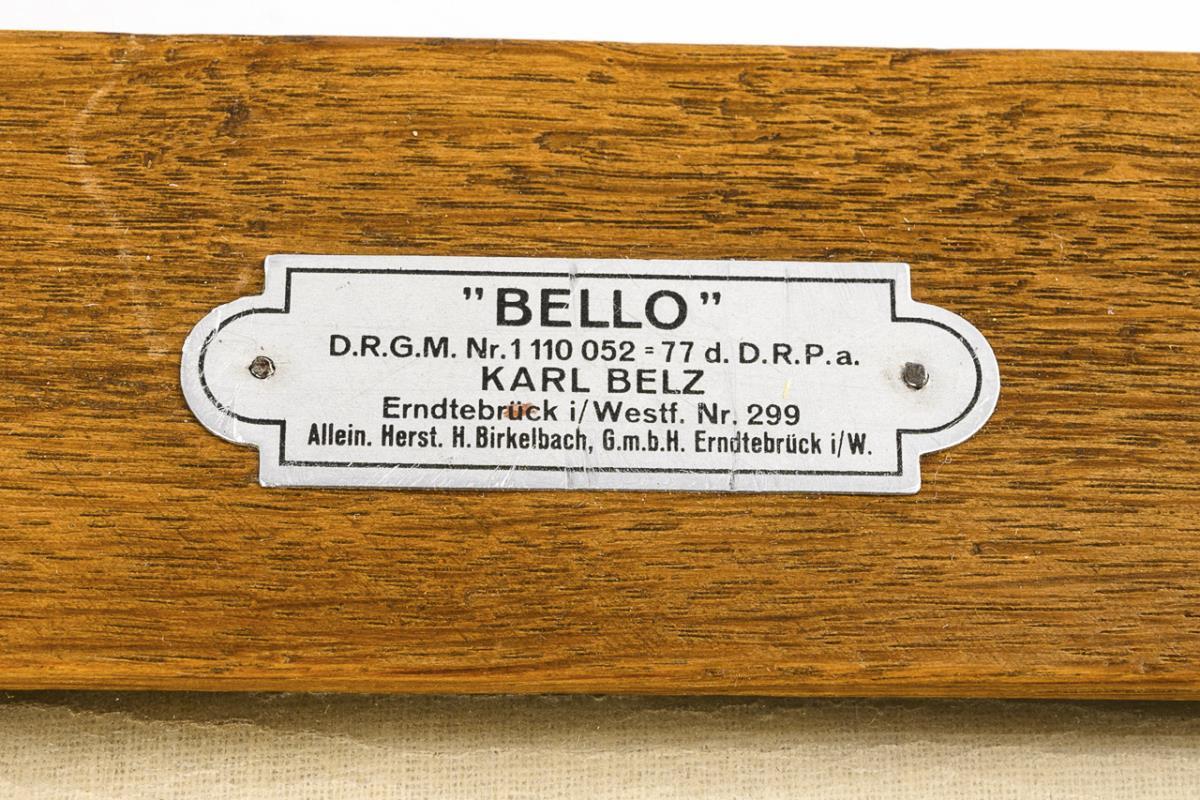 "BELLO"
D.R.G.M. Nr. 1 110 052 = 77 d. D.R.P.a.
KARL BELZ
Erndtebrück i/Westf. Nr. 299
Allein. Herst. H. Birkelbach, G.m.b.H. Erndtebrück i/W.